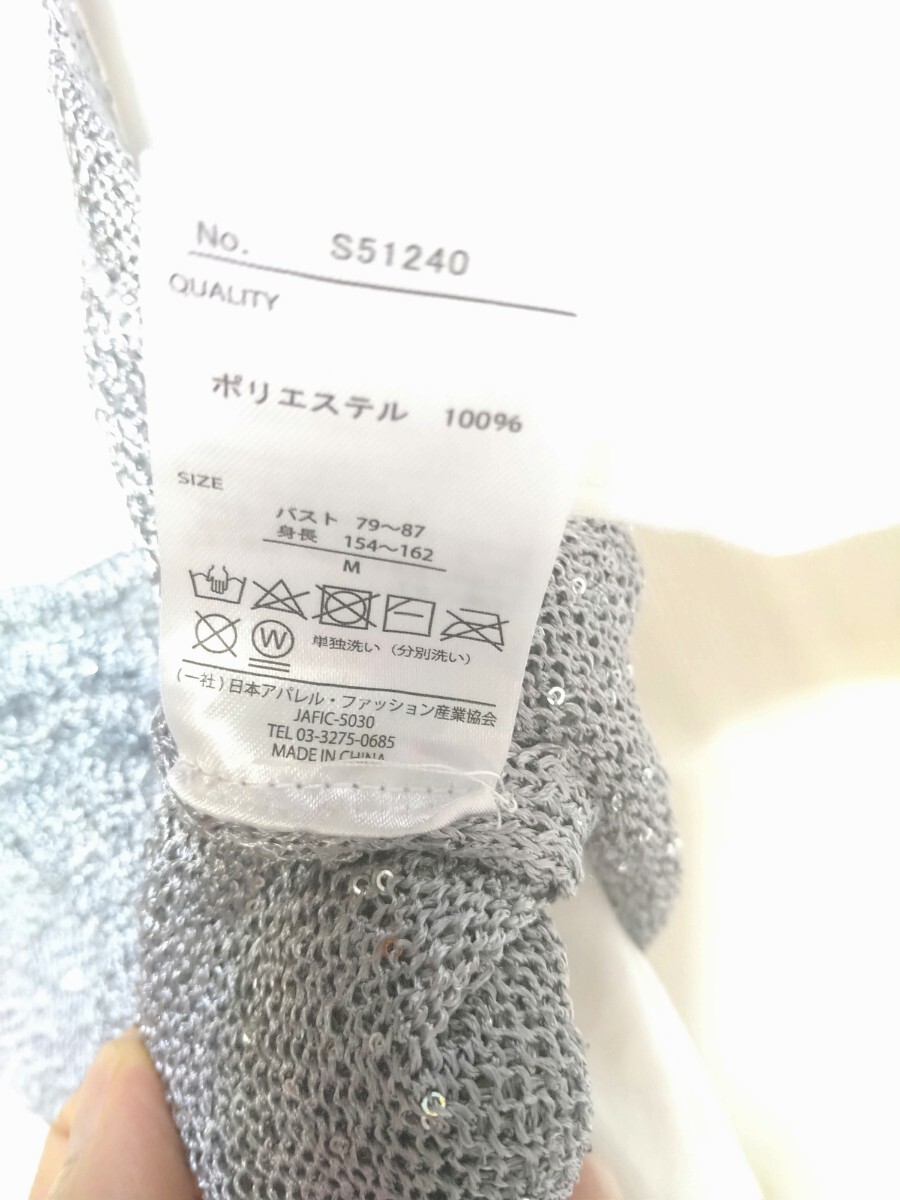 No. S51240
QUALITY
ポリエステル 100%
SIZE
バスト 79〜87
身長 154〜162
M
W
単独洗い (分別洗い)
(一社)日本アパレル・ファッション産業協会
JAFIC-5030
TEL 03-3275-0685
MADE IN CHINA